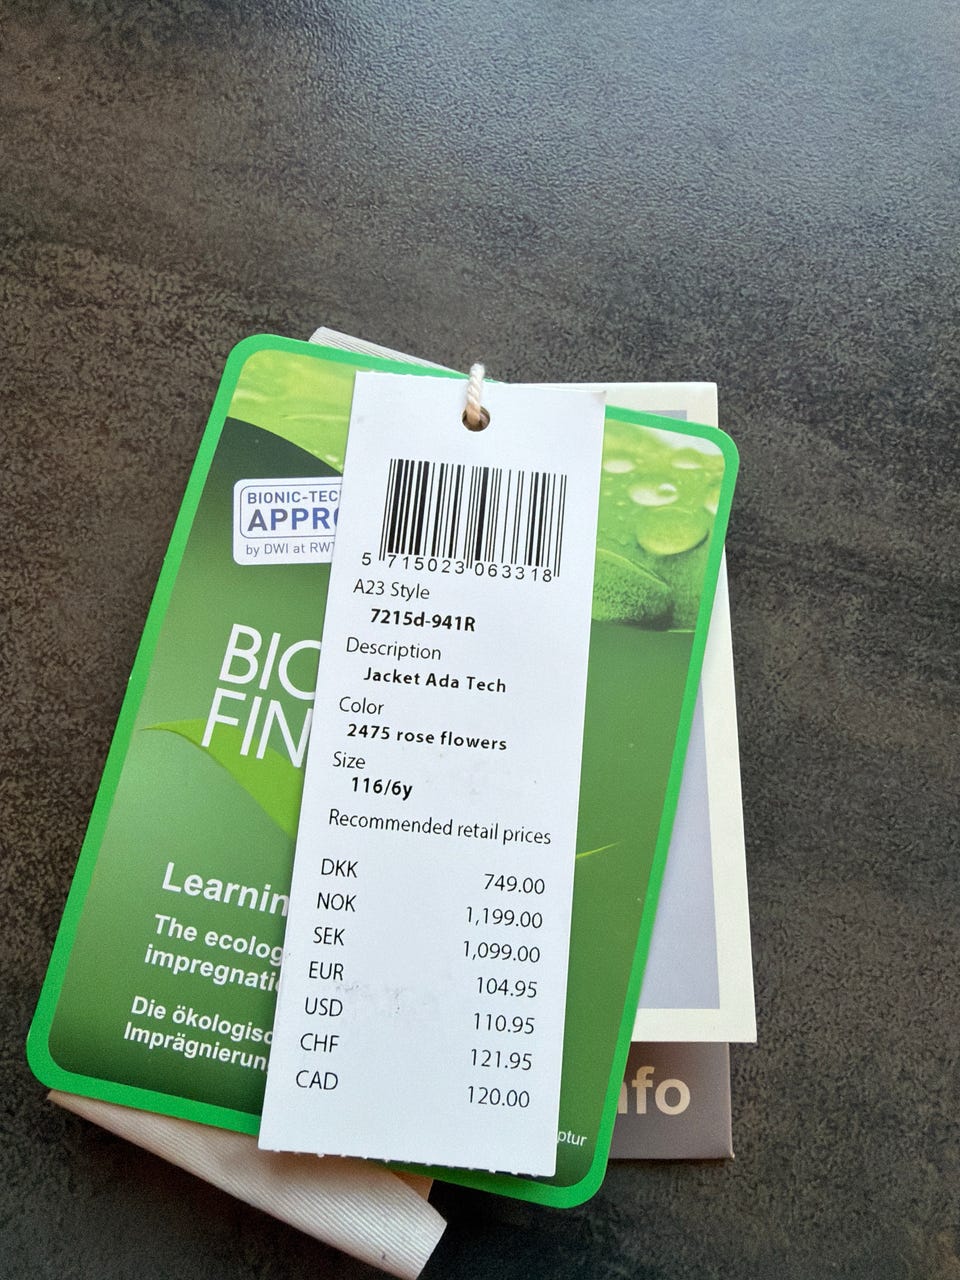 BIONIC-TEC
APPRO
by DWI at RWT
BIO
FIN
Learnin
The ecolog
impregnati
Die ökologisc
Imprägnierun
5 715023 063318
A23 Style
7215d-941R
Description
Jacket Ada Tech
Color
2475 rose flowers
Size
116/6y
Recommended retail prices
DKK 749.00
NOK 1,199.00
SEK 1,099.00
EUR 104.95
USD 110.95
CHF 121.95
CAD 120.00
ptur
nfo